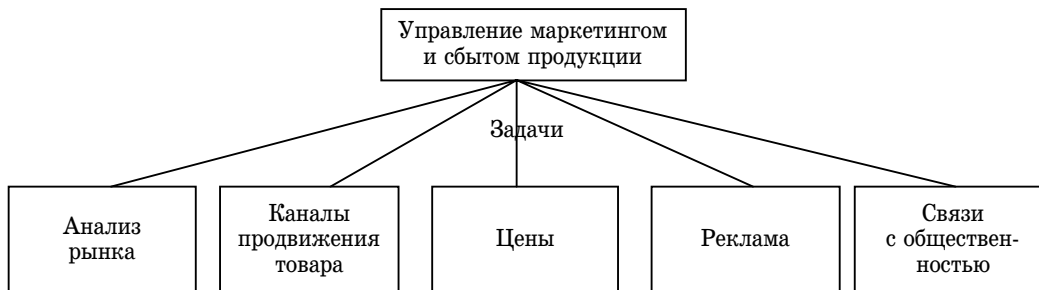 Управление маркетингом
и сбытом продукции
Задачи
Анализ
рынка
Каналы
продвижения
товара
Цены
Реклама
Связи
с обществен-
ностью